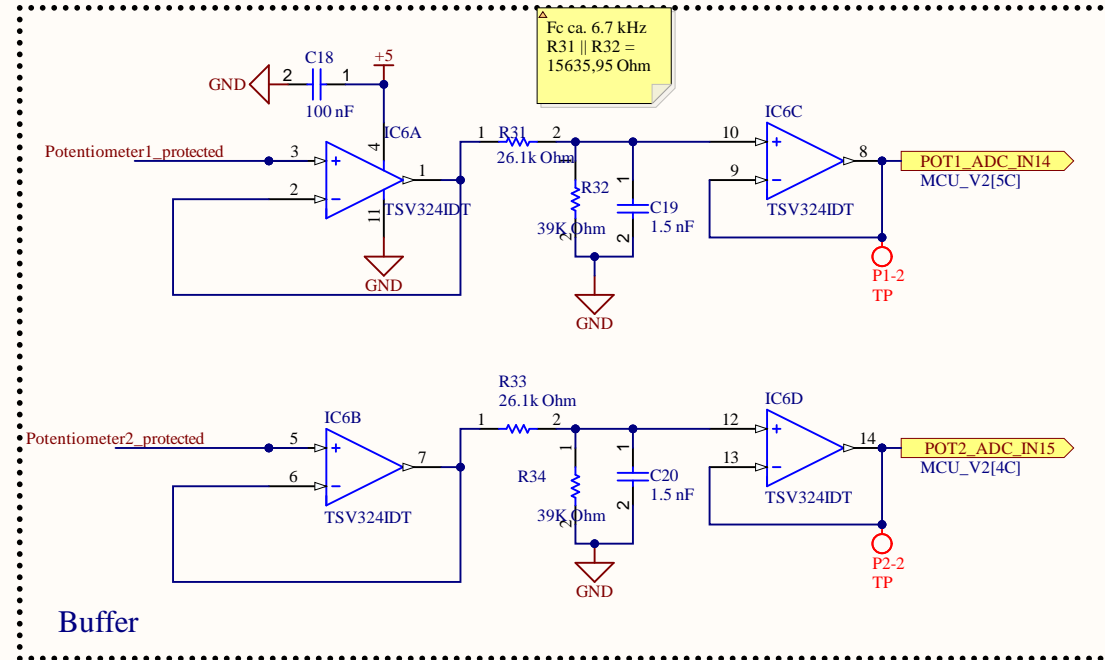 Fc ca. 6.7 kHz
R31 || R32 =
15635,95 Ohm
C18
+5
GND
2
1
100 nF
IC6A
4
Potentiometer1_protected
3
+
1
2
−
11
TSV324IDT
GND
1
R31
2
26.1k Ohm
1
R32
39K Ohm
2
1
C19
1.5 nF
2
GND
IC6C
10
+
8
9
−
TSV324IDT
POT1_ADC_IN14
MCU_V2[5C]
P1-2
TP
IC6B
Potentiometer2_protected
5
+
7
6
−
TSV324IDT
R33
26.1k Ohm
1
2
1
R34
39K Ohm
2
1
C20
1.5 nF
2
GND
IC6D
12
+
14
13
−
TSV324IDT
POT2_ADC_IN15
MCU_V2[4C]
P2-2
TP
Buffer